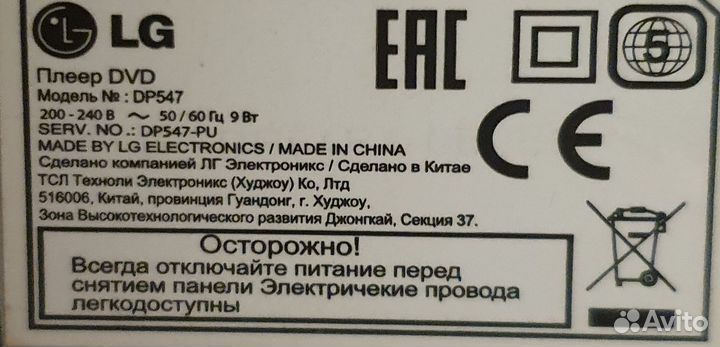 LG
EAC
5
Плеер DVD
Модель № : DP547
200 - 240 В ~ 50 / 60 Гц 9 Вт
SERV. NO .: DP547-PU
MADE BY LG ELECTRONICS / MADE IN CHINA
Сделано компанией ЛГ Электроникс / Сделано в Китае
ТСЛ Техноли Электроникс (Худжоу) Ко, Лтд
516006, Китай, провинция Гуандонг, г. Худжоу,
Зона Высокотехнологического развития Джонгкай, Секция 37.
CE
Осторожно!
Всегда отключайте питание перед
снятием панели Электричекие провода
легкодоступны
Avito